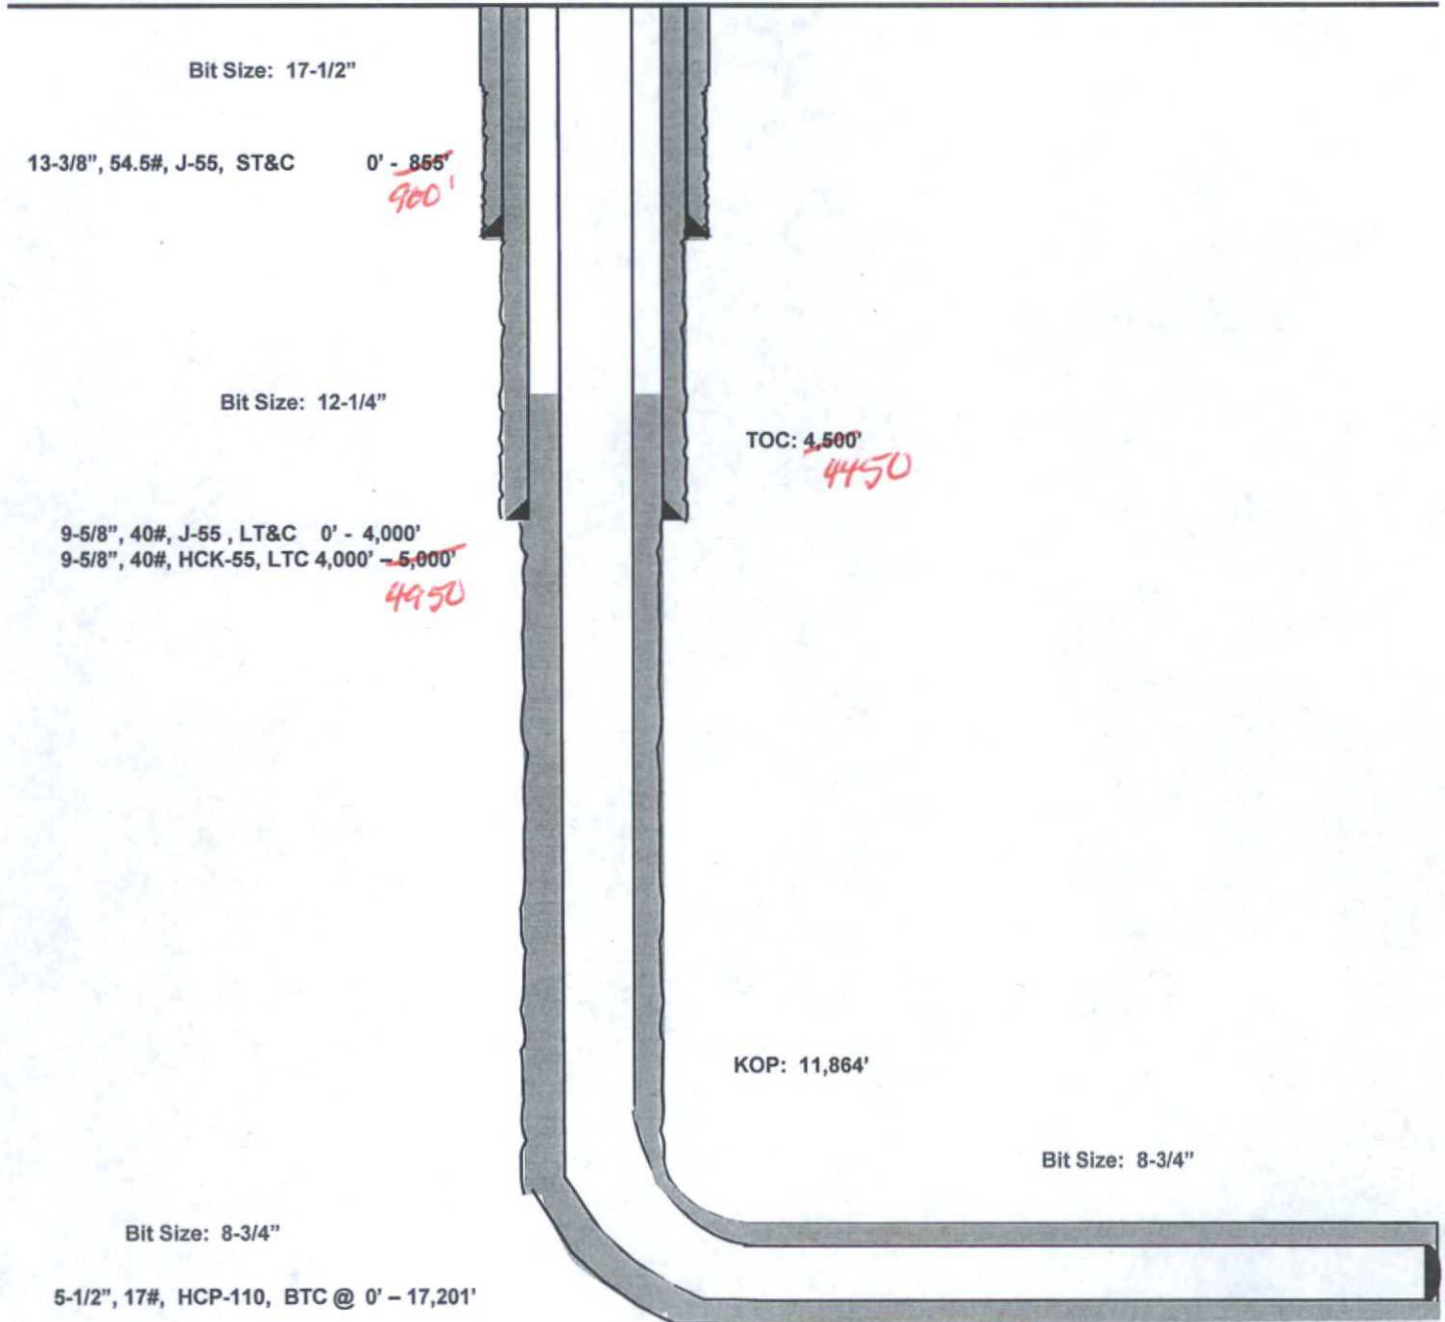 Bit Size: 17-1/2”
13-3/8”, 54.5#, J-55, ST&C 0' - 855'
900'
Bit Size: 12-1/4”
TOC: 4,500'
4450
9-5/8”, 40#, J-55 , LT&C 0' - 4,000'
9-5/8”, 40#, HCK-55, LTC 4,000' – 5,000'
4950
KOP: 11,864'
Bit Size: 8-3/4”
Bit Size: 8-3/4”
5-1/2”, 17#, HCP-110, BTC @ 0' – 17,201'